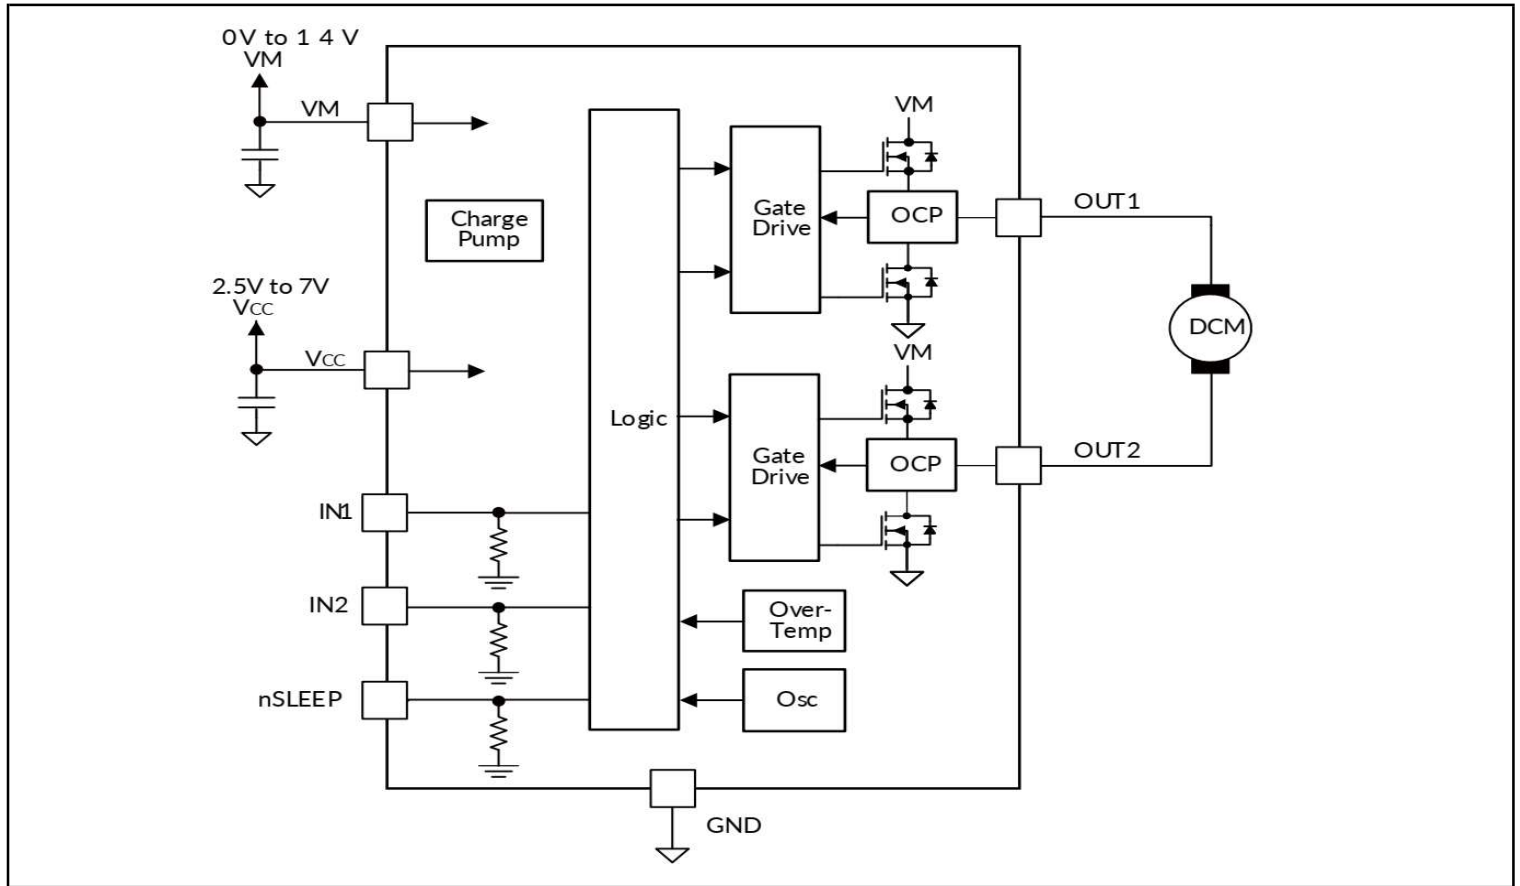 0V to 1 4 V
VM
VM
VM
Charge
Pump
Gate
Drive
OCP
OUT1
2.5V to 7V
VCC
VCC
DCM
VM
Logic
Gate
Drive
OCP
OUT2
IN1
IN2
Over-
Temp
nSLEEP
Osc
GND